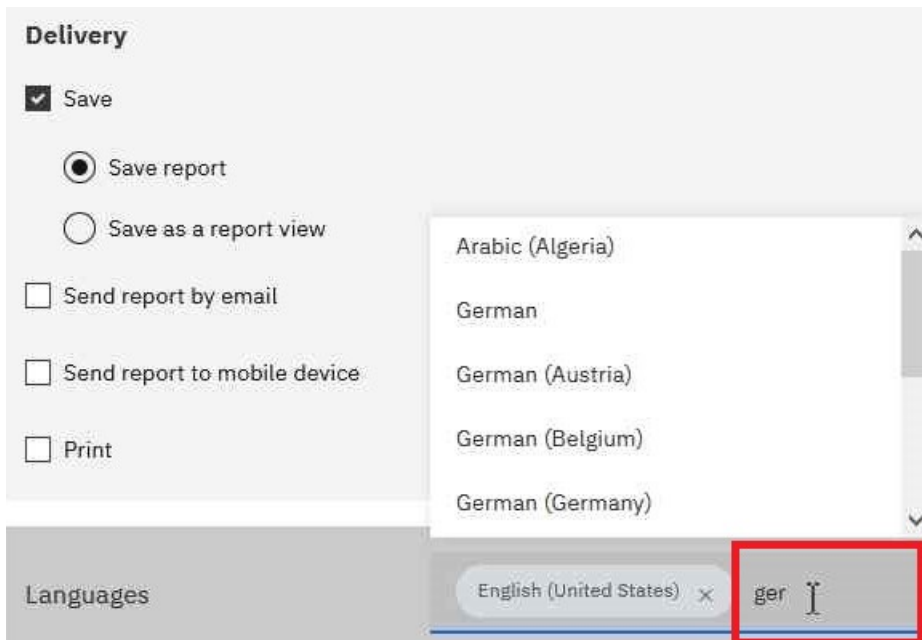 Delivery
Save
Save report
Save as a report view
Send report by email
Send report to mobile device
Print
Arabic (Algeria)
German
German (Austria)
German (Belgium)
German (Germany)
Languages
English (United States) × ger